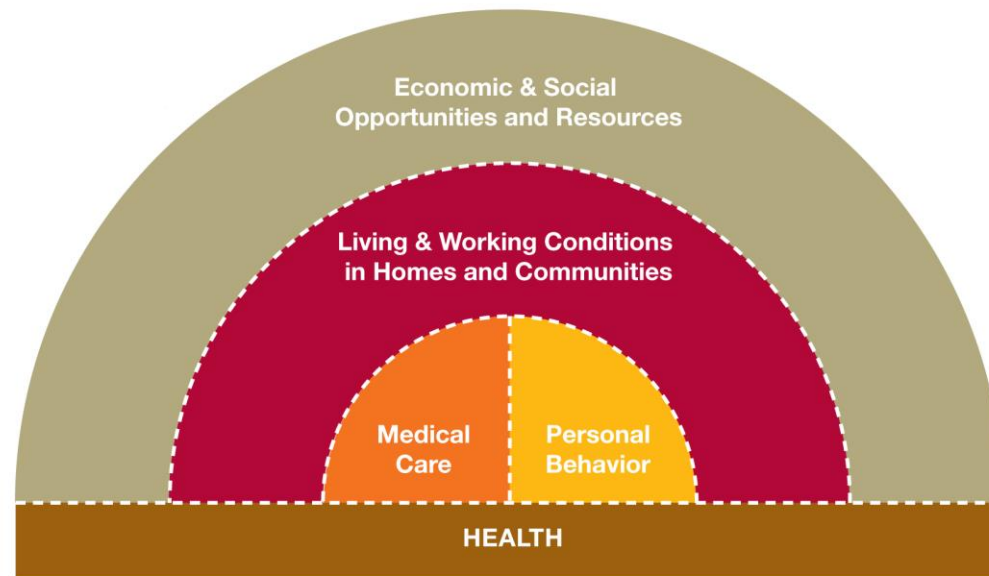 Economic & Social
Opportunities and Resources
Living & Working Conditions
in Homes and Communities
Medical
Care
Personal
Behavior
HEALTH